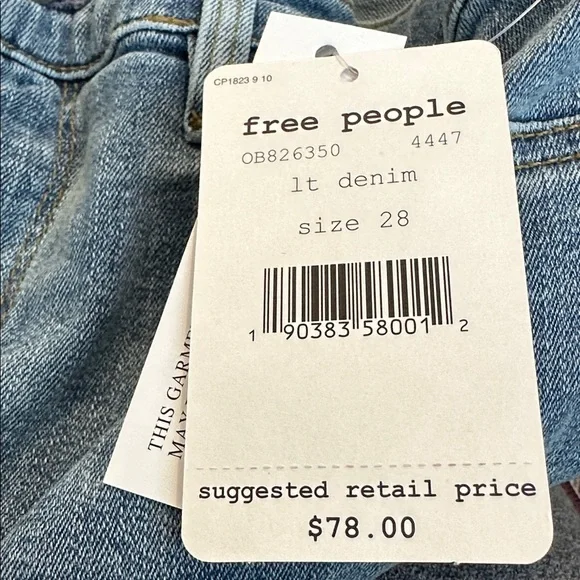 CP1823 9 10
free people
OB826350 4447
lt denim
size 28
1 90383 58001 2
suggested retail price
$78.00
THIS GARME
MAY